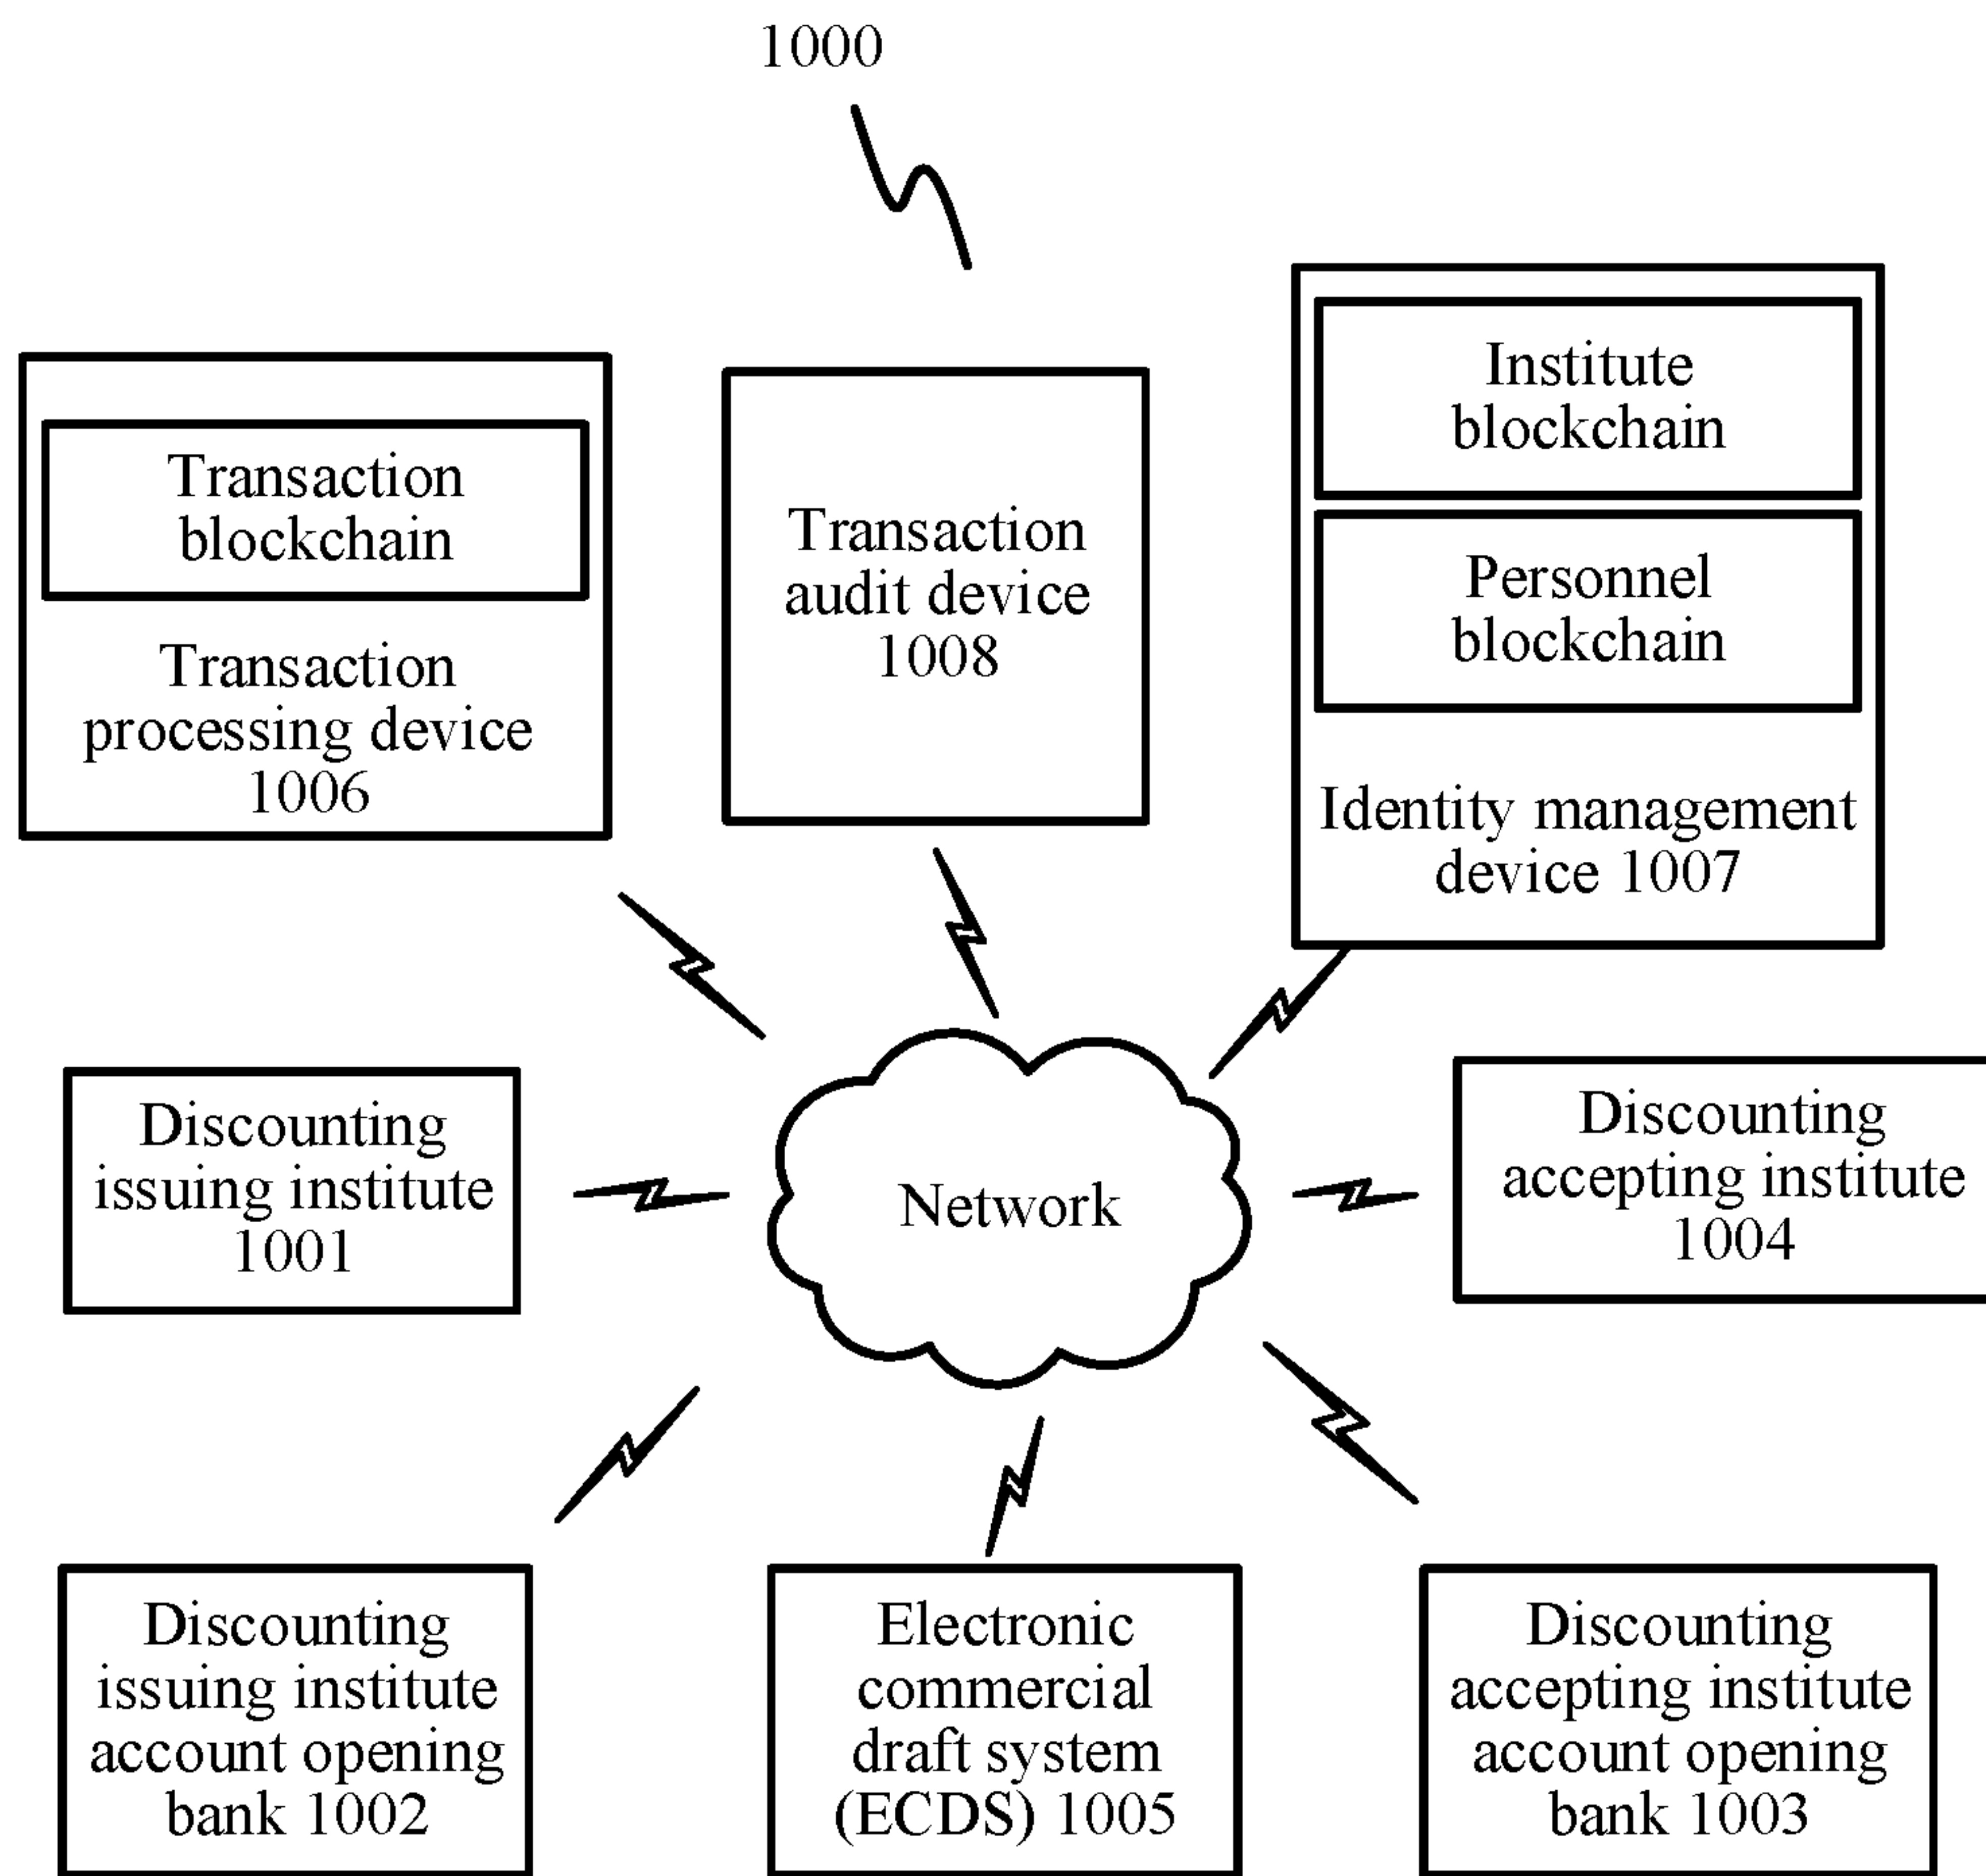 1000
Transaction
blockchain
Transaction
processing device
1006
Transaction
audit device
1008
Institute
blockchain
Personnel
blockchain
Identity management
device 1007
Discounting
issuing institute
1001
Network
Discounting
accepting institute
1004
Discounting
issuing institute
account opening
bank 1002
Electronic
commercial
draft system
(ECDS) 1005
Discounting
accepting institute
account opening
bank 1003